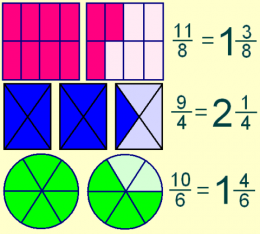 11/8 = 1 3/8
9/4 = 2 1/4
10/6 = 1 4/6